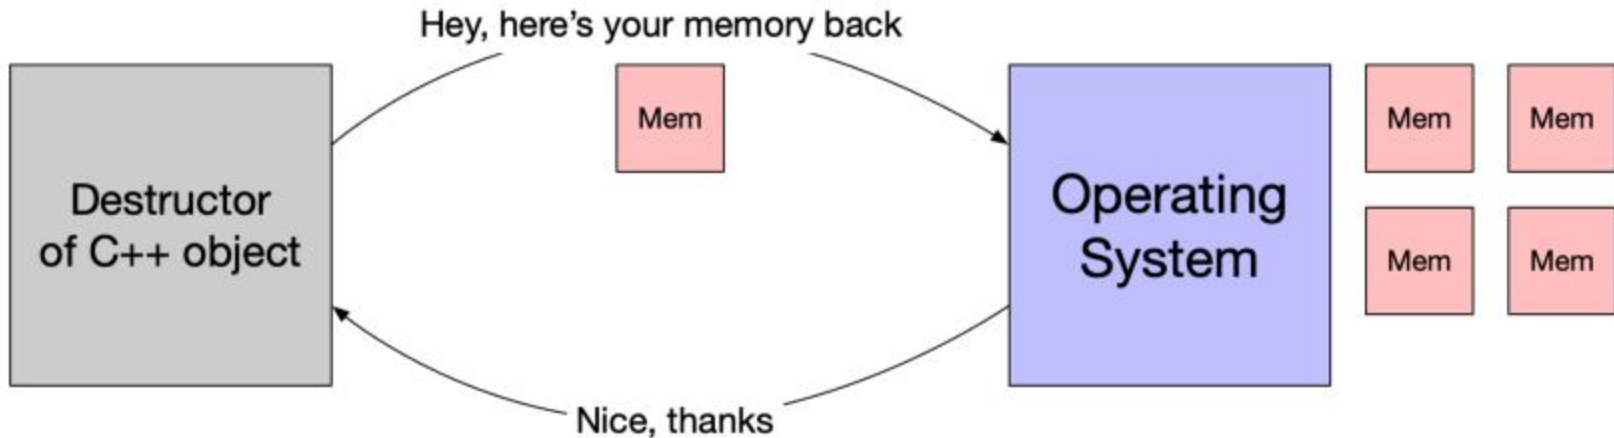 Hey, here's your memory back
Mem
Mem
Mem
Destructor
of C++ object
Operating
System
Mem
Mem
Nice, thanks